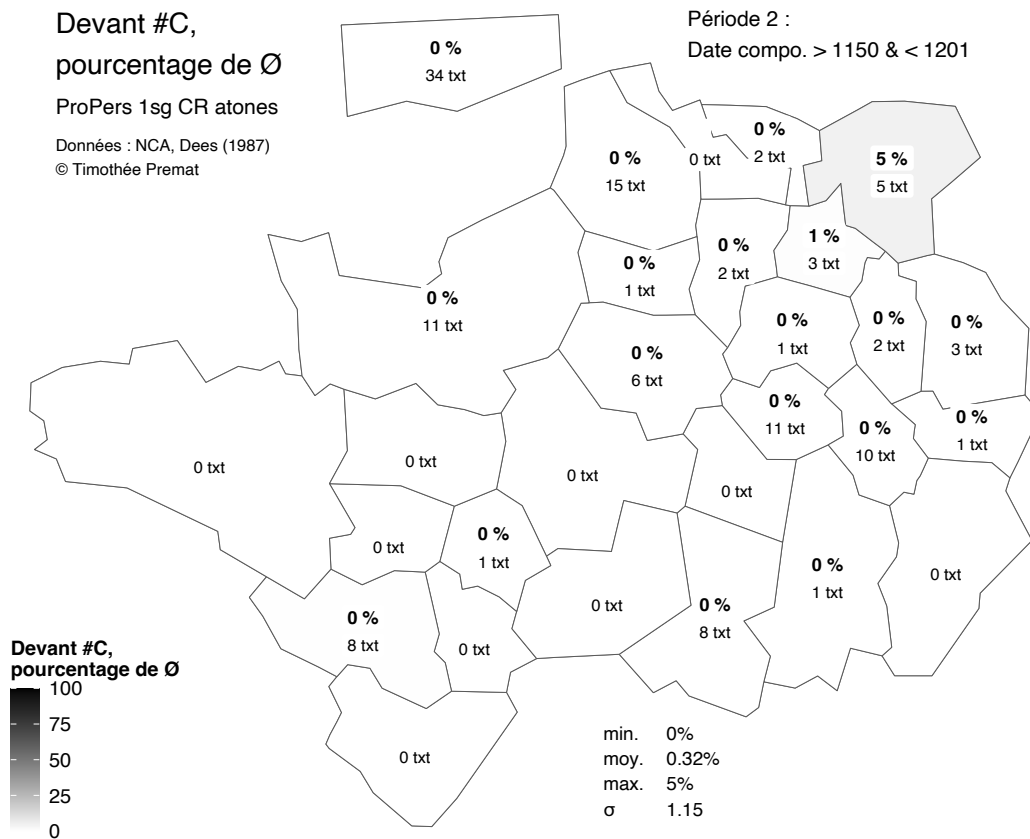 Devant #C,
pourcentage de Ø
ProPers 1sg CR atones
Données : NCA, Dees (1987)
© Timothée Premat
Période 2 :
Date compo. > 1150 & < 1201
0 %
34 txt
0 %
15 txt
0 txt
0 %
2 txt
5 %
5 txt
0 %
11 txt
0 %
1 txt
0 %
2 txt
1 %
3 txt
0 %
6 txt
0 %
1 txt
0 %
2 txt
0 %
3 txt
0 %
11 txt
0 %
10 txt
0 %
1 txt
0 txt
0 txt
0 txt
0 txt
0 txt
0 %
1 txt
0 %
8 txt
0 txt
0 txt
0 %
8 txt
0 %
1 txt
0 txt
0 txt
Devant #C,
pourcentage de Ø
100
75
50
25
0
min. 0%
moy. 0.32%
max. 5%
σ 1.15